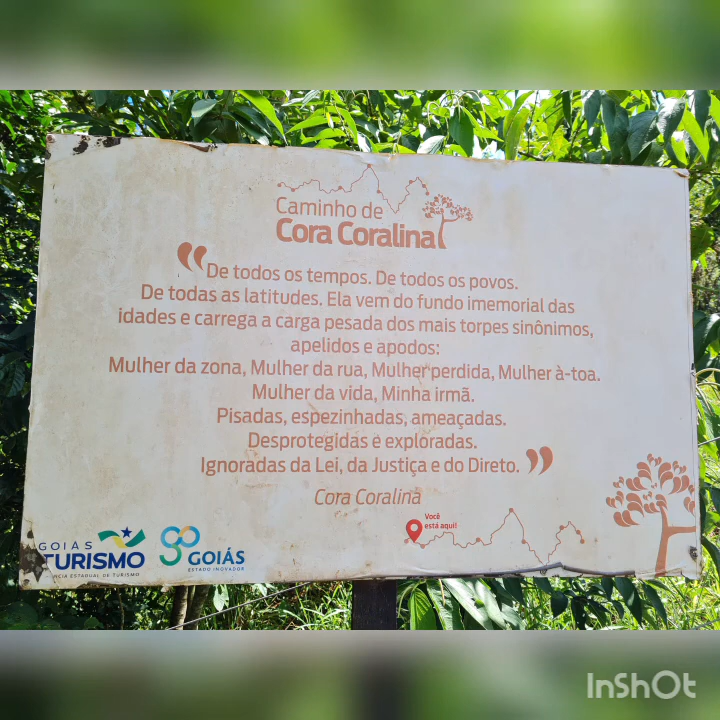 Caminho de
Cora Coralina
“De todos os tempos. De todos os povos.
De todas as latitudes. Ela vem do fundo imemorial das
idades e carrega a carga pesada dos mais torpes sinônimos,
apelidos e apodos:
Mulher da zona, Mulher da rua, Mulher perdida, Mulher à-toa.
Mulher da vida, Minha irmã.
Pisadas, espezinhadas, ameaçadas.
Desprotegidas e exploradas.
Ignoradas da Lei, da Justiça e do Direto.”
Cora Coralina
Você
está aqui!
GOIÁS
TURISMO
ESTADUAL DE TURISMO
GO
GOIÁS
ESTADO INOVADOR
InShOt